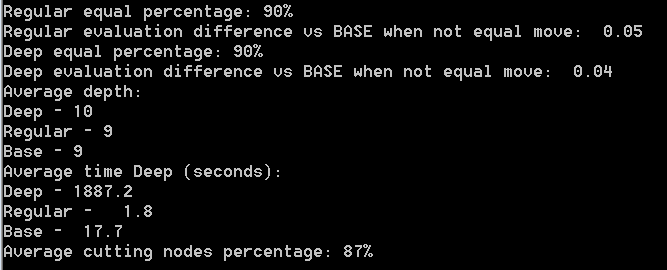 Regular equal percentage: 90%
Regular evaluation difference vs BASE when not equal move:  0.05
Deep equal percentage: 90%
Deep evaluation difference vs BASE when not equal move:  0.04
Average depth:
Deep - 10
Regular - 9
Base - 9
Average time Deep (seconds):
Deep - 1887.2
Regular -   1.8
Base -  17.7
Average cutting nodes percentage: 87%